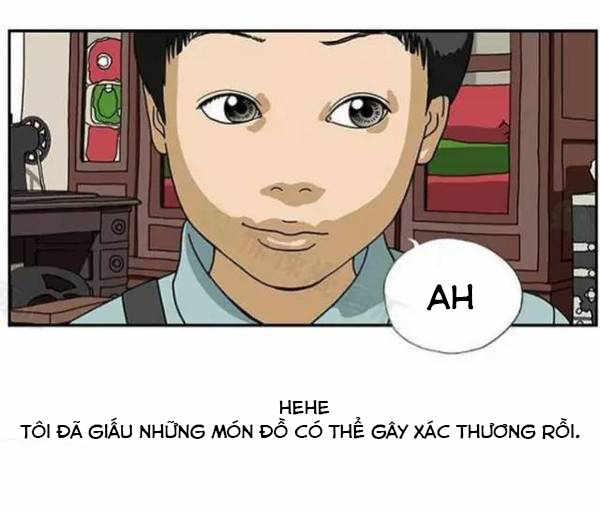 AH
HEHE
TÔI ĐÃ GIẤU NHỮNG MÓN ĐỒ CÓ THỂ GÂY XÁC THƯƠNG RỒI.